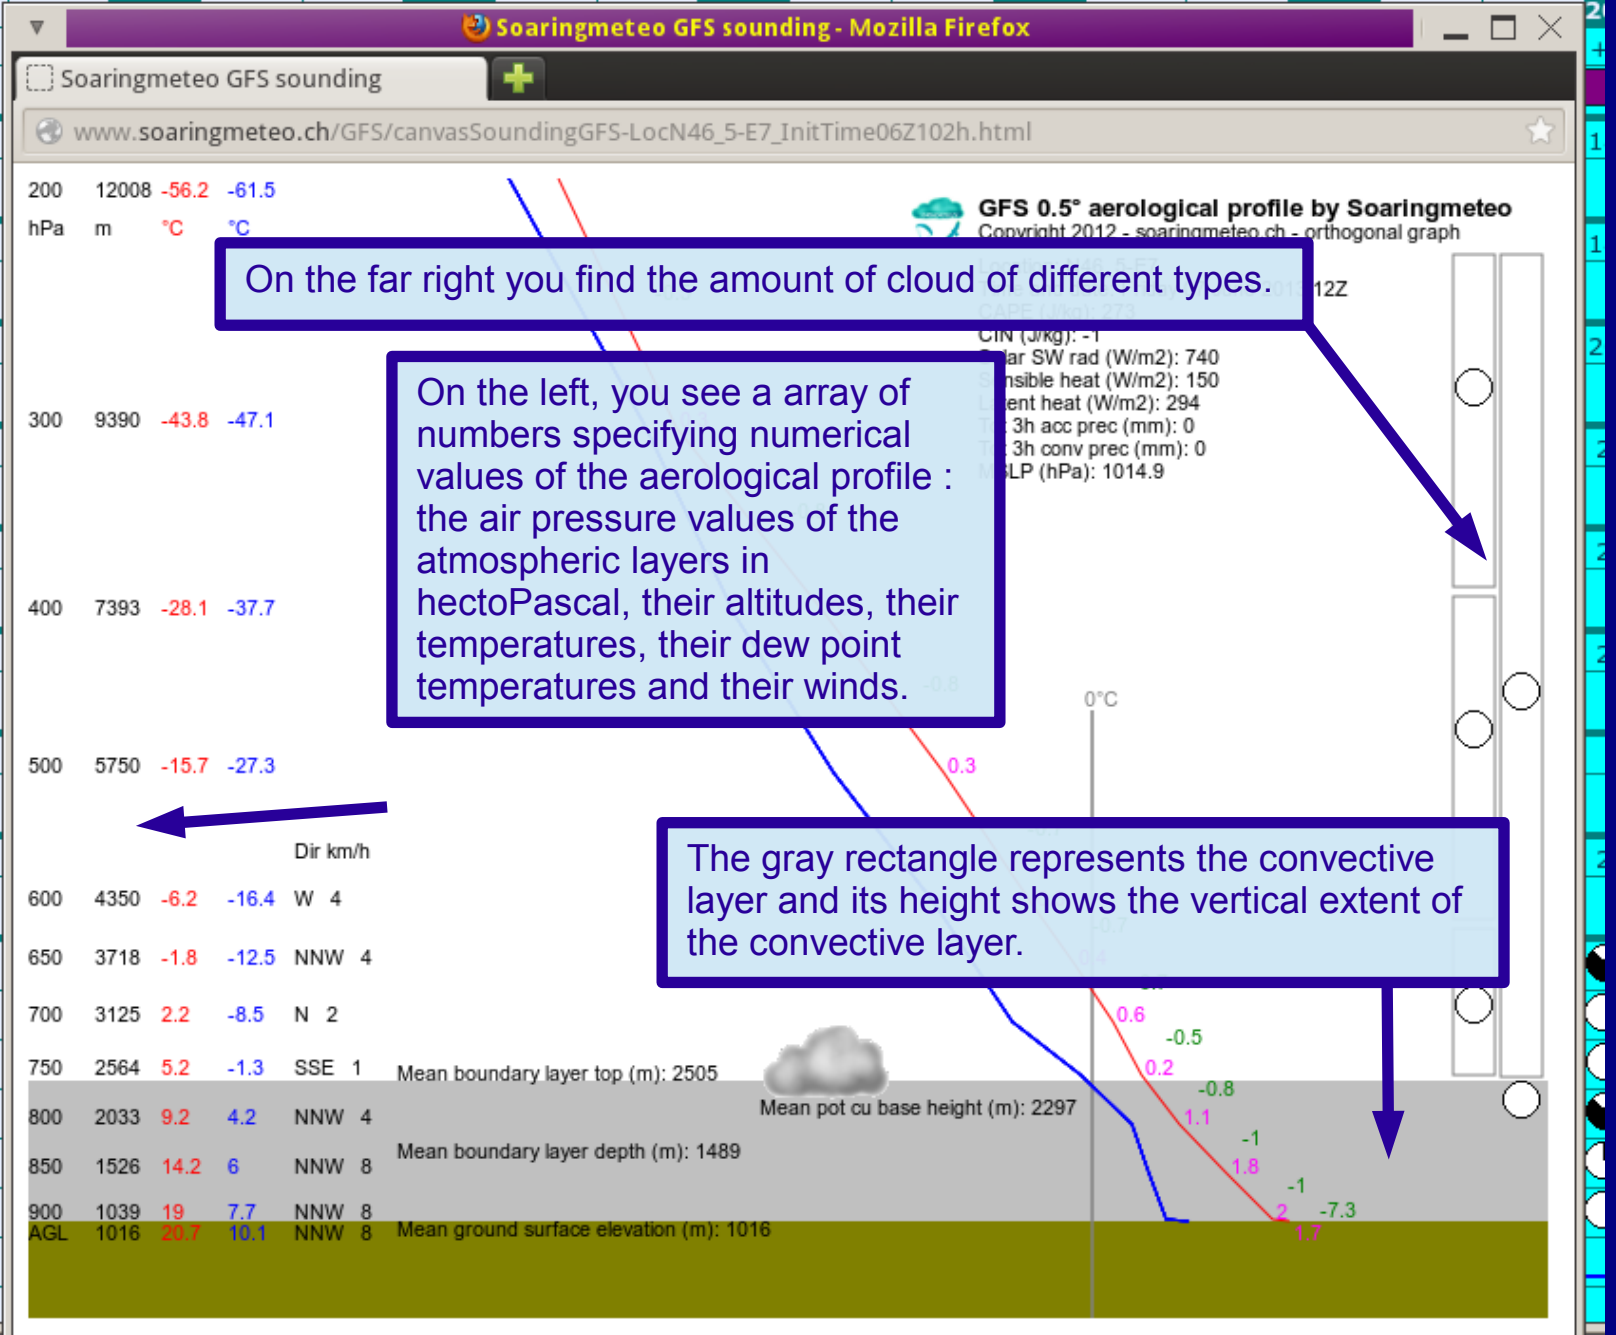 Soaringmeteo GFS sounding - Mozilla Firefox
Soaringmeteo GFS sounding
www.soaringmeteo.ch/GFS/canvasSoundingGFS-LocN46_5-E7_InitTime06Z102h.html
200 12008 -56.2 -61.5
hPa m °C °C
GFS 0.5° aerological profile by Soaringmeteo
Copyright 2012 - soaringmeteo.ch - orthogonal graph
On the far right you find the amount of cloud of different types.
12Z
CAPE (J/kg): 273
CIN (J/kg): -1
ar SW rad (W/m2): 740
nsible heat (W/m2): 150
tent heat (W/m2): 294
3h acc prec (mm): 0
3h conv prec (mm): 0
MSLP (hPa): 1014.9
On the left, you see a array of
numbers specifying numerical
values of the aerological profile :
the air pressure values of the
atmospheric layers in
hectoPascal, their altitudes, their
temperatures, their dew point
temperatures and their winds.
300 9390 -43.8 -47.1
400 7393 -28.1 -37.7
-0.8
0°C
500 5750 -15.7 -27.3
0.3
Dir km/h
The gray rectangle represents the convective
layer and its height shows the vertical extent of
the convective layer.
600 4350 -6.2 -16.4 W 4
650 3718 -1.8 -12.5 NNW 4
700 3125 2.2 -8.5 N 2
0.6
-0.5
750 2564 5.2 -1.3 SSE 1
Mean boundary layer top (m): 2505
0.2
-0.8
Mean pot cu base height (m): 2297
800 2033 9.2 4.2 NNW 4
1.1
-1
Mean boundary layer depth (m): 1489
850 1526 14.2 6 NNW 8
1.8
-1
900 1039 19 7.7 NNW 8
2
-7.3
AGL 1016 20.7 10.1 NNW 8
Mean ground surface elevation (m): 1016
1.7